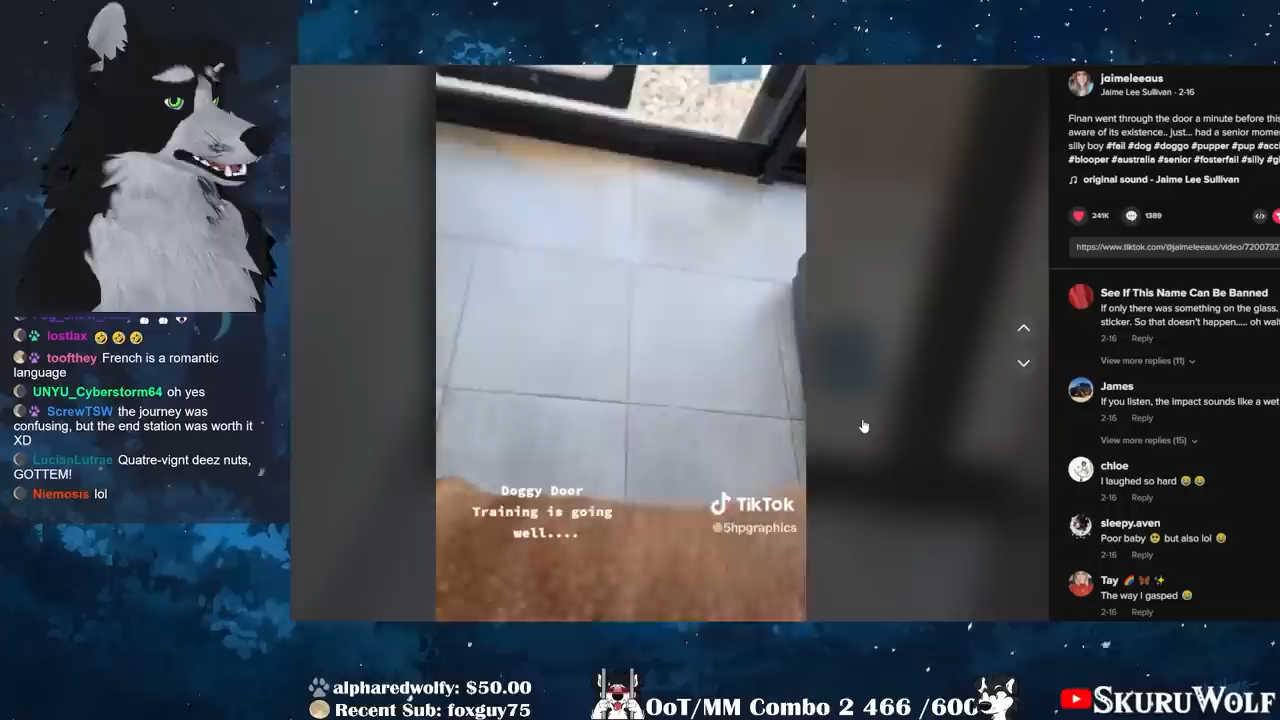 lostlax 🤣 🤣 🤣
toofthey French is a romantic
language
UNYU_Cyberstorm64 oh yes
ScrewTSW the journey was
confusing, but the end station was worth it
XD
LucianLutrae Quatre-vignt deez nuts,
GOTTEM!
Niemosis lol
Doggy Door
Training is going
well....
TikTok
@5hpgraphics
jaimeleeaus
Jaime Lee Sullivan · 2-16
Finan went through the door a minute before this
aware of its existence.. just... had a senior mome
silly boy #fail #dog #doggo #pupper #pup #acci
#blooper #australia #senior #fosterfail #silly #gi
♫ original sound - Jaime Lee Sullivan
241K 1389
https://www.tiktok.com/@jaimeleeaus/video/7200732
See If This Name Can Be Banned
If only there was something on the glass.
sticker. So that doesn't happen..... oh wait
2-16 Reply
View more replies (11)
James
If you listen, the impact sounds like a wet
2-16 Reply
View more replies (15)
chloe
I laughed so hard 😂 😂
2-16 Reply
sleepy.aven
Poor baby 🥺 but also lol 😂
2-16 Reply
Tay 🌈 🦋 ✨
The way I gasped 😂
2-16 Reply
alpharedwolfy: $50.00
Recent Sub: foxguy75
OoT/MM Combo 2 466 /600
SkuruWolf